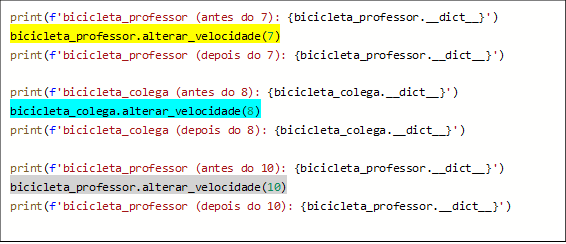 print(f'bicicleta_professor (antes do 7): {bicicleta_professor.__dict__}')
bicicleta_professor.alterar_velocidade(7)
print(f'bicicleta_professor (depois do 7): {bicicleta_professor.__dict__}')
print(f'bicicleta_colega (antes do 8): {bicicleta_colega.__dict__}')
bicicleta_colega.alterar_velocidade(8)
print(f'bicicleta_colega (depois do 8): {bicicleta_colega.__dict__}')
print(f'bicicleta_professor (antes do 10): {bicicleta_professor.__dict__}')
bicicleta_professor.alterar_velocidade(10)
print(f'bicicleta_professor (depois do 10): {bicicleta_professor.__dict__}')